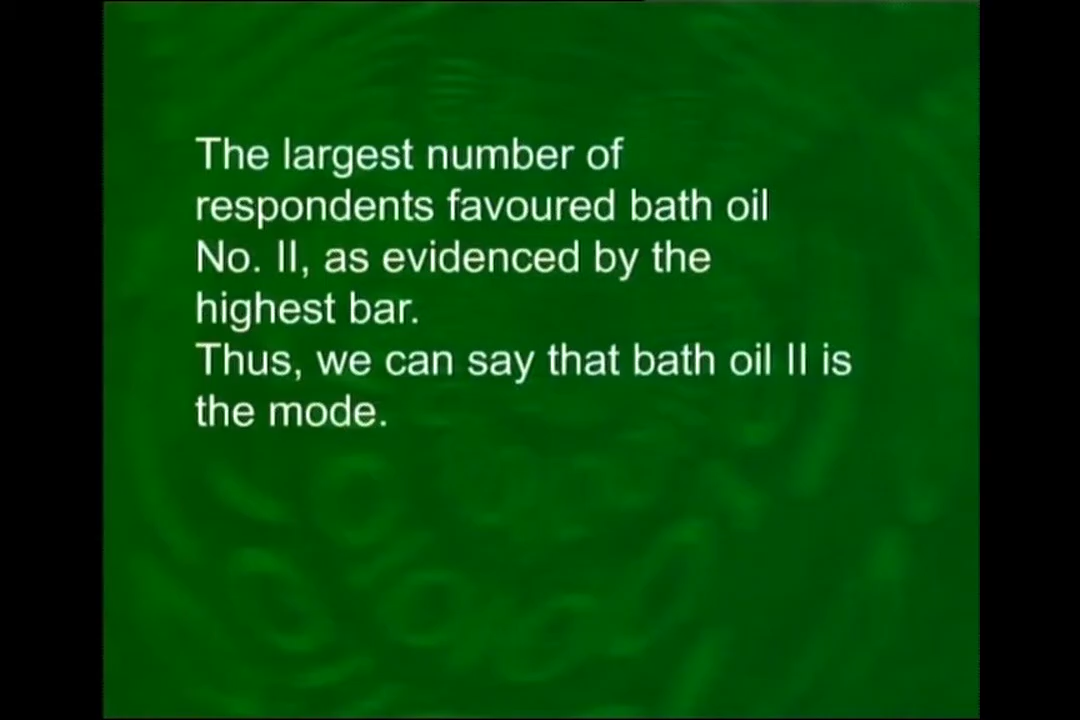 The largest number of
respondents favoured bath oil
No. II, as evidenced by the
highest bar.
Thus, we can say that bath oil II is
the mode.